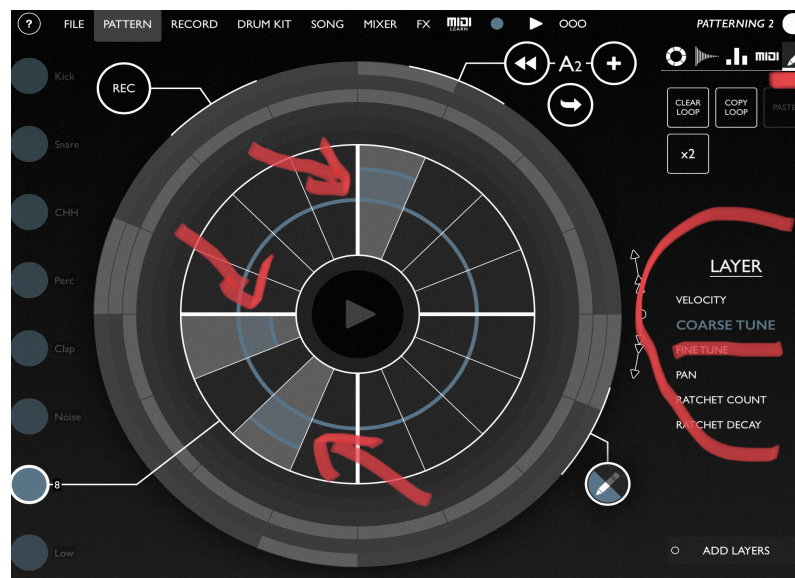 ? FILE PATTERN RECORD DRUM KIT SONG MIXER FX MIDI LEARN PATTERNING 2
Kick
REC
A2
MIDI
CLEAR LOOP
COPY LOOP
PASTE
Snare
x2
CHH
LAYER
Perc
VELOCITY
COARSE TUNE
Clap
FINE TUNE
PAN
RATCHET COUNT
Noise
RATCHET DECAY
8
Low
ADD LAYERS